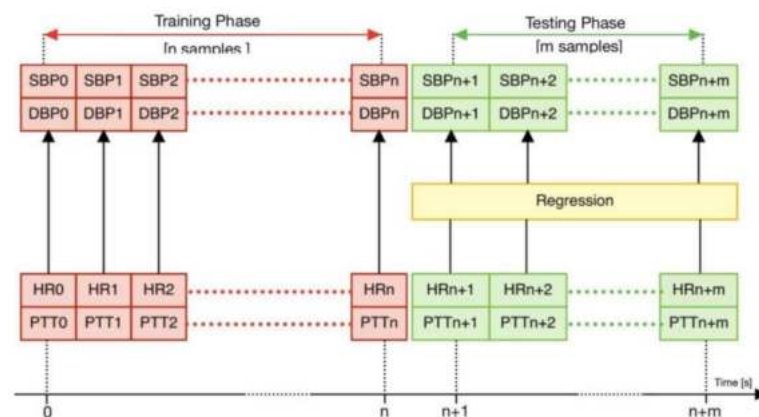 Training Phase
[n samples ]
Testing Phase
[m samples]
SBP0 SBP1 SBP2 SBPn SBPn+1 SBPn+2 SBPn+m
DBP0 DBP1 DBP2 DBPn DBPn+1 DBPn+2 DBPn+m
Regression
HR0 HR1 HR2 HRn HRn+1 HRn+2 HRn+m
PTT0 PTT1 PTT2 PTTn PTTn+1 PTTn+2 PTTn+m
Time [s]
0 n n+1 n+m